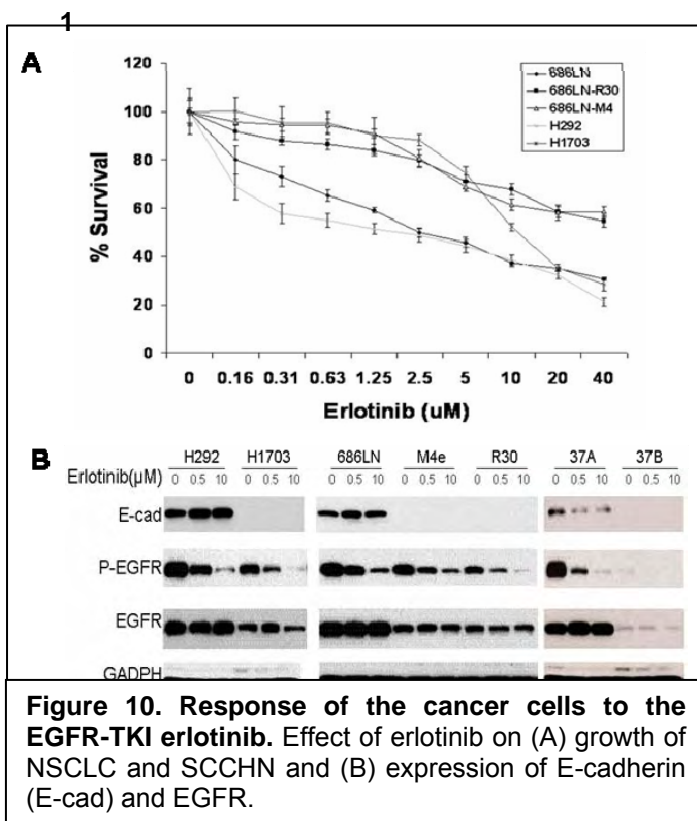 1
A
120
100
80
60
40
20
0
% Survival
686LN
686LN-R30
686LN-M4
H292
H1703
0 0.16 0.31 0.63 1.25 2.5 5 10 20 40
Erlotinib (uM)
B
H292 H1703 686LN M4e R30 37A 37B
Erlotinib(μM) 0 0.5 10 0 0.5 10 0 0.5 10 0 0.5 10 0 0.5 10 0 0.5 10 0 0.5 10
E-cad
P-EGFR
EGFR
GADPH
Figure 10. Response of the cancer cells to the
EGFR-TKI erlotinib. Effect of erlotinib on (A) growth of
NSCLC and SCCHN and (B) expression of E-cadherin
(E-cad) and EGFR.